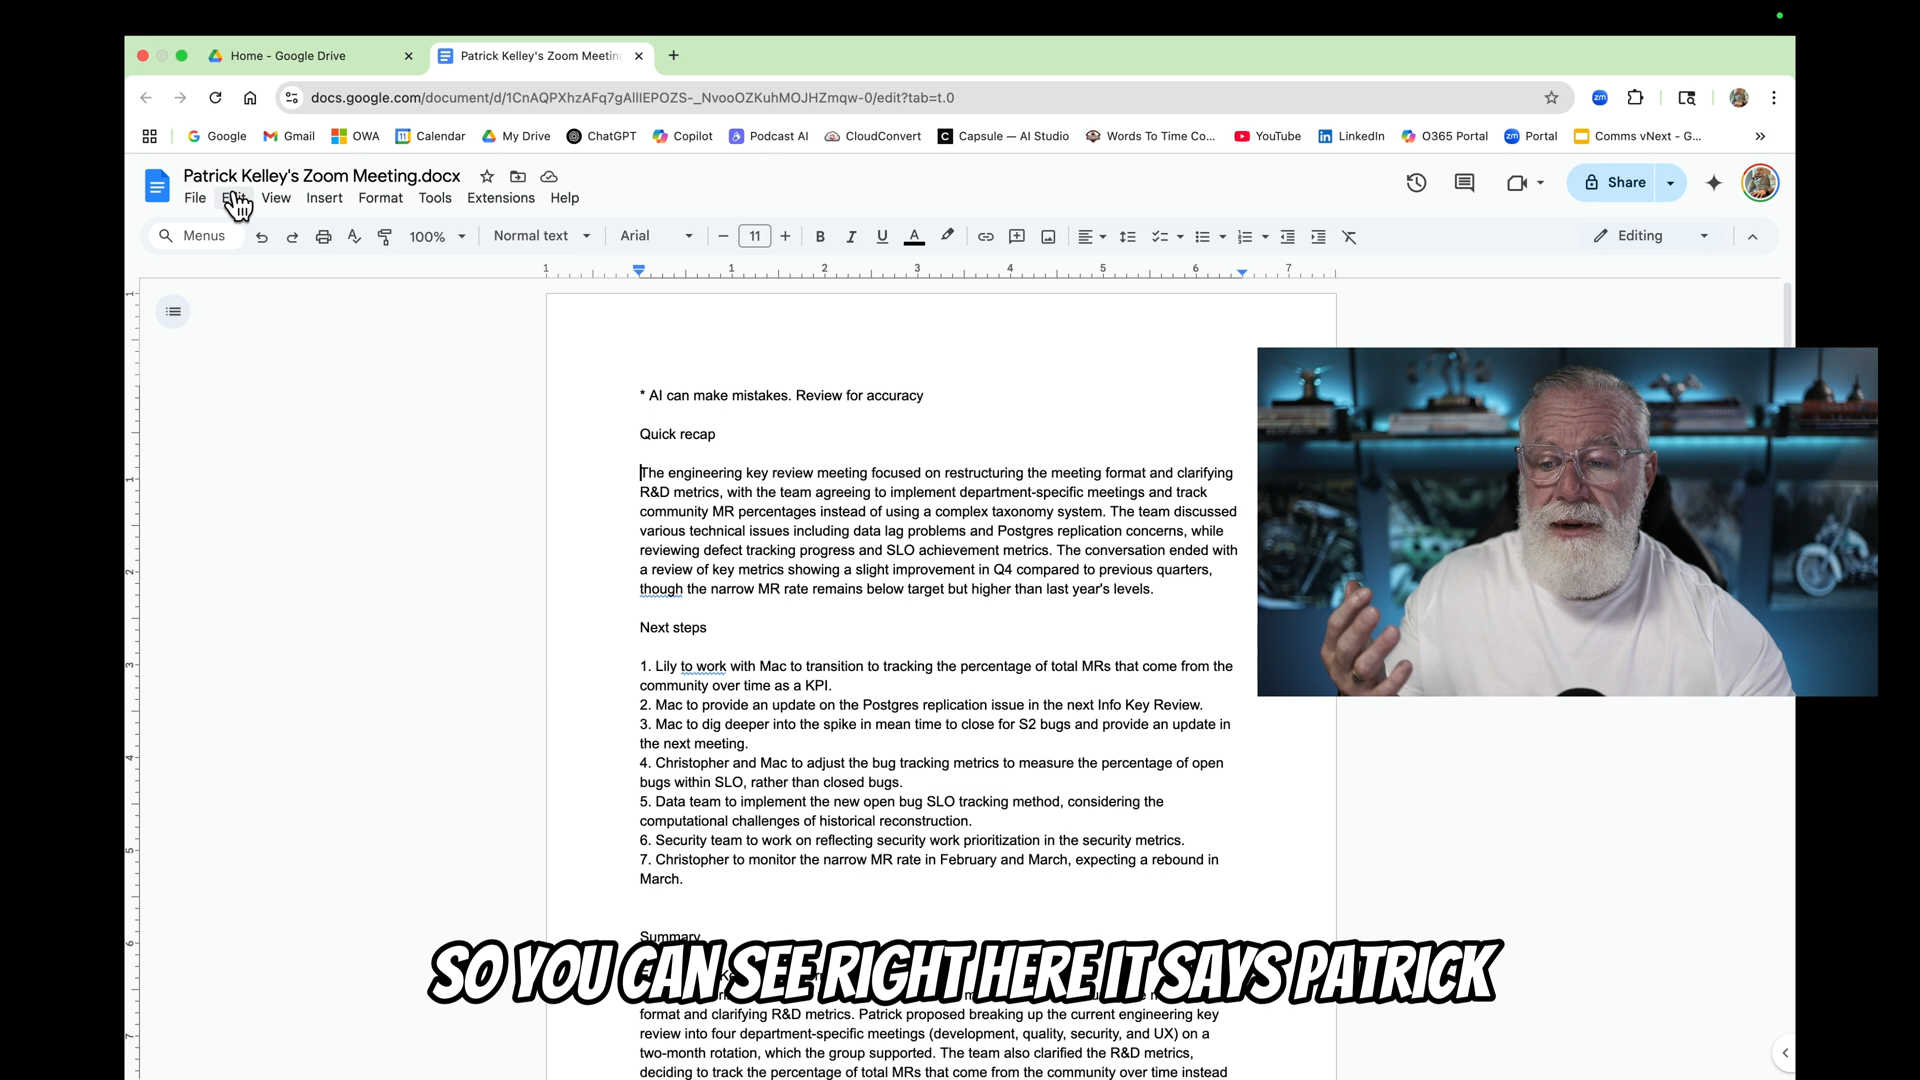 Home - Google Drive
Patrick Kelley's Zoom Meetin
docs.google.com/document/d/1CnAQPXhzAFq7gAlllEPOZS-_NvooOZKuhMOJHZmqw-0/edit?tab=t.0
Google Gmail OWA Calendar My Drive ChatGPT Copilot Podcast AI CloudConvert Capsule — AI Studio Words To Time Co... YouTube LinkedIn O365 Portal Portal Comms vNext - G...
Patrick Kelley's Zoom Meeting.docx
File Edit View Insert Format Tools Extensions Help
Share
Menus 100% Normal text Arial 11 Editing
1 1 2 3 4 5 6 7
* AI can make mistakes. Review for accuracy
Quick recap
The engineering key review meeting focused on restructuring the meeting format and clarifying
R&D metrics, with the team agreeing to implement department-specific meetings and track
community MR percentages instead of using a complex taxonomy system. The team discussed
various technical issues including data lag problems and Postgres replication concerns, while
reviewing defect tracking progress and SLO achievement metrics. The conversation ended with
a review of key metrics showing a slight improvement in Q4 compared to previous quarters,
though the narrow MR rate remains below target but higher than last year's levels.
Next steps
1. Lily to work with Mac to transition to tracking the percentage of total MRs that come from the
community over time as a KPI.
2. Mac to provide an update on the Postgres replication issue in the next Info Key Review.
3. Mac to dig deeper into the spike in mean time to close for S2 bugs and provide an update in
the next meeting.
4. Christopher and Mac to adjust the bug tracking metrics to measure the percentage of open
bugs within SLO, rather than closed bugs.
5. Data team to implement the new open bug SLO tracking method, considering the
computational challenges of historical reconstruction.
6. Security team to work on reflecting security work prioritization in the security metrics.
7. Christopher to monitor the narrow MR rate in February and March, expecting a rebound in
March.
Summary
SO YOU CAN SEE RIGHT HERE IT SAYS PATRICK
format and clarifying R&D metrics. Patrick proposed breaking up the current engineering key
review into four department-specific meetings (development, quality, security, and UX) on a
two-month rotation, which the group supported. The team also clarified the R&D metrics,
deciding to track the percentage of total MRs that come from the community over time instead